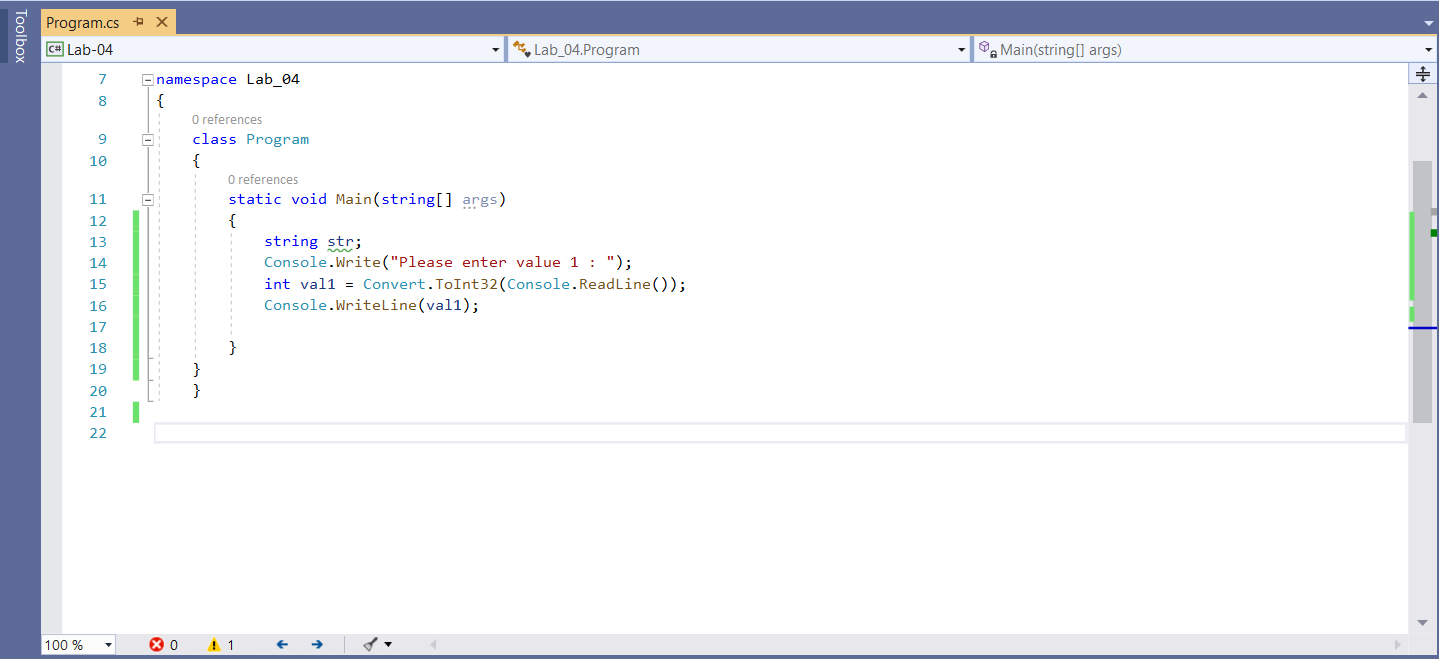 Toolbox
Program.cs
C# Lab-04 Lab_04.Program Main(string[] args)
7 namespace Lab_04
8 {
0 references
9 class Program
10 {
0 references
11 static void Main(string[] args)
12 {
13 string str;
14 Console.Write("Please enter value 1 : ");
15 int val1 = Convert.ToInt32(Console.ReadLine());
16 Console.WriteLine(val1);
17
18 }
19 }
20 }
21
22
100 % 0 1